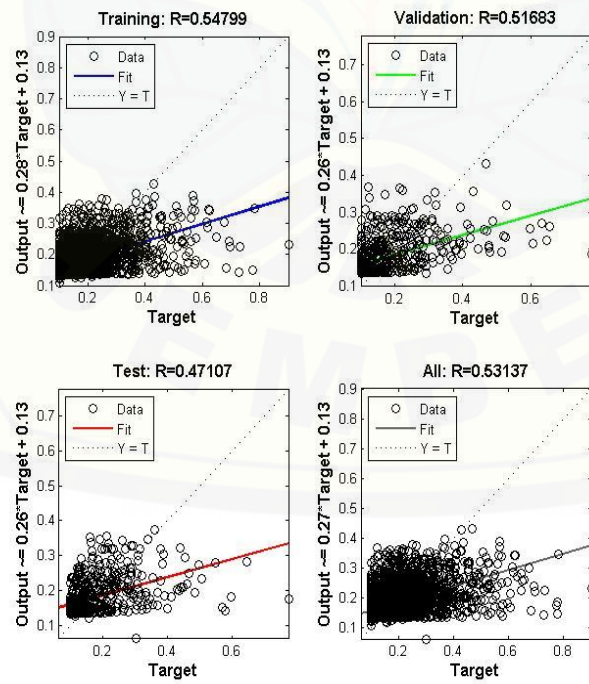 Training: R=0.54799
Output ~= 0.28*Target + 0.13
0.9
0.8
0.7
0.6
0.5
0.4
0.3
0.2
0.1
Data
Fit
Y = T
0.2 0.4 0.6 0.8
Target
Validation: R=0.51683
Output ~= 0.26*Target + 0.13
0.7
0.6
0.5
0.4
0.3
0.2
0.1
Data
Fit
Y = T
0.2 0.4 0.6
Target
Test: R=0.47107
Output ~= 0.26*Target + 0.13
0.7
0.6
0.5
0.4
0.3
0.2
0.1
Data
Fit
Y = T
0.2 0.4 0.6
Target
All: R=0.53137
Output ~= 0.27*Target + 0.13
0.9
0.8
0.7
0.6
0.5
0.4
0.3
0.2
0.1
Data
Fit
Y = T
0.2 0.4 0.6 0.8
Target